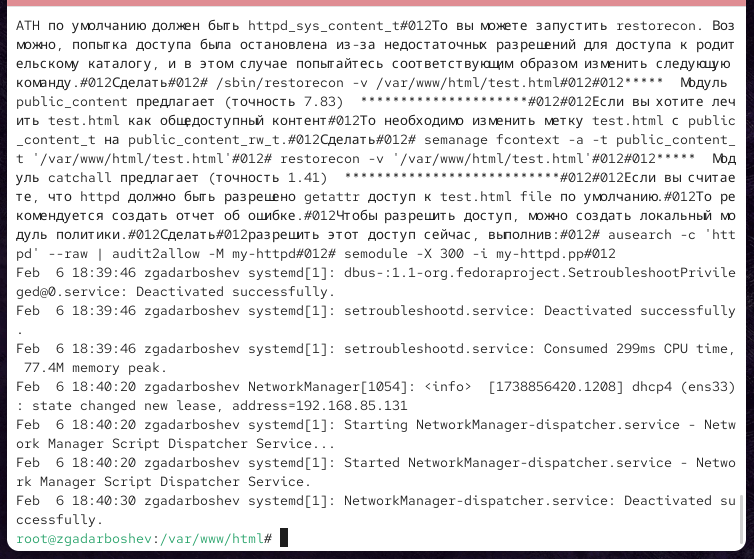 ATH по умолчанию должен быть httpd_sys_content_t#012То вы можете запустить restorecon. Воз
можно, попытка доступа была остановлена из-за недостаточных разрешений для доступа к родит
ельскому каталогу, и в этом случае попытайтесь соответствующим образом изменить следующую
команду.#012Сделать#012# /sbin/restorecon -v /var/www/html/test.html#012#012*****  Модуль
public_content предлагает (точность 7.83)  *********************#012#012Если вы хотите леч
ить test.html как общедоступный контент#012То необходимо изменить метку test.html с public
_content_t на public_content_rw_t.#012Сделать#012# semanage fcontext -a -t public_content_
t '/var/www/html/test.html'#012# restorecon -v '/var/www/html/test.html'#012#012*****  Мод
уль catchall предлагает (точность 1.41)  ***************************#012#012Если вы считае
те, что httpd должно быть разрешено getattr доступ к test.html file по умолчанию.#012То ре
комендуется создать отчет об ошибке.#012Чтобы разрешить доступ, можно создать локальный мо
дуль политики.#012Сделать#012разрешить этот доступ сейчас, выполнив:#012# ausearch -c 'htt
pd' --raw | audit2allow -M my-httpd#012# semodule -X 300 -i my-httpd.pp#012
Feb  6 18:39:46 zgadarboshev systemd[1]: dbus-:1.1-org.fedoraproject.SetroubleshootPrivile
ged@0.service: Deactivated successfully.
Feb  6 18:39:46 zgadarboshev systemd[1]: setroubleshootd.service: Deactivated successfully
.
Feb  6 18:39:46 zgadarboshev systemd[1]: setroubleshootd.service: Consumed 299ms CPU time,
 77.4M memory peak.
Feb  6 18:40:20 zgadarboshev NetworkManager[1054]: <info>  [1738856420.1208] dhcp4 (ens33)
: state changed new lease, address=192.168.85.131
Feb  6 18:40:20 zgadarboshev systemd[1]: Starting NetworkManager-dispatcher.service - Netw
ork Manager Script Dispatcher Service...
Feb  6 18:40:20 zgadarboshev systemd[1]: Started NetworkManager-dispatcher.service - Netwo
rk Manager Script Dispatcher Service.
Feb  6 18:40:30 zgadarboshev systemd[1]: NetworkManager-dispatcher.service: Deactivated su
ccessfully.
root@zgadarboshev:/var/www/html#